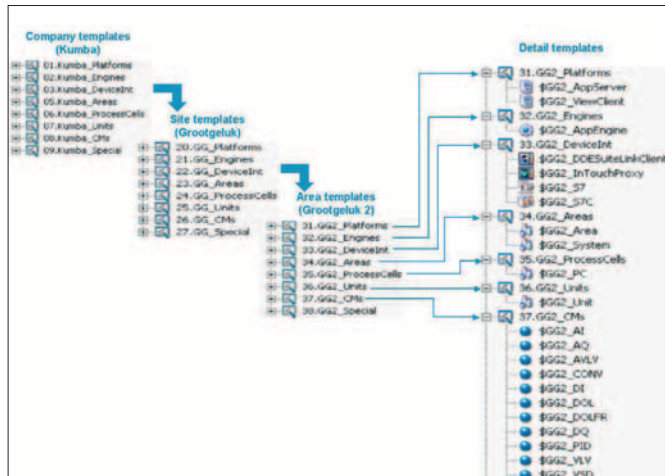 Company templates
(Kumba)
01.Kumba_Platforms
02.Kumba_Engines
03.Kumba_DeviceInt
05.Kumba_Areas
06.Kumba_ProcessCells
07.Kumba_Units
08.Kumba_CMs
09.Kumba_Special
Site templates
(Grootgeluk)
20.GG_Platforms
21.GG_Engines
22.GG_DeviceInt
23.GG_Areas
24.GG_ProcessCells
25.GG_Units
26.GG_CMs
27.GG_Special
Area templates
(Grootgeluk 2)
31.GG2_Platforms
32.GG2_Engines
33.GG2_DeviceInt
34.GG2_Areas
35.GG2_ProcessCells
36.GG2_Units
37.GG2_CMs
38.GG2_Special
Detail templates
31.GG2_Platforms
$GG2_AppServer
$GG2_ViewClient
32.GG2_Engines
$GG2_AppEngine
33.GG2_DeviceInt
$GG2_DDESuiteLinkClient
$GG2_InTouchProxy
$GG2_S7
$GG2_S7C
34.GG2_Areas
$GG2_Area
$GG2_System
35.GG2_ProcessCells
$GG2_PC
36.GG2_Units
$GG2_Unit
37.GG2_CMs
$GG2_AI
$GG2_AQ
$GG2_AVLV
$GG2_CONV
$GG2_DI
$GG2_DOL
$GG2_DOLFR
$GG2_DQ
$GG2_PID
$GG2_VLV
$GG2_VSD